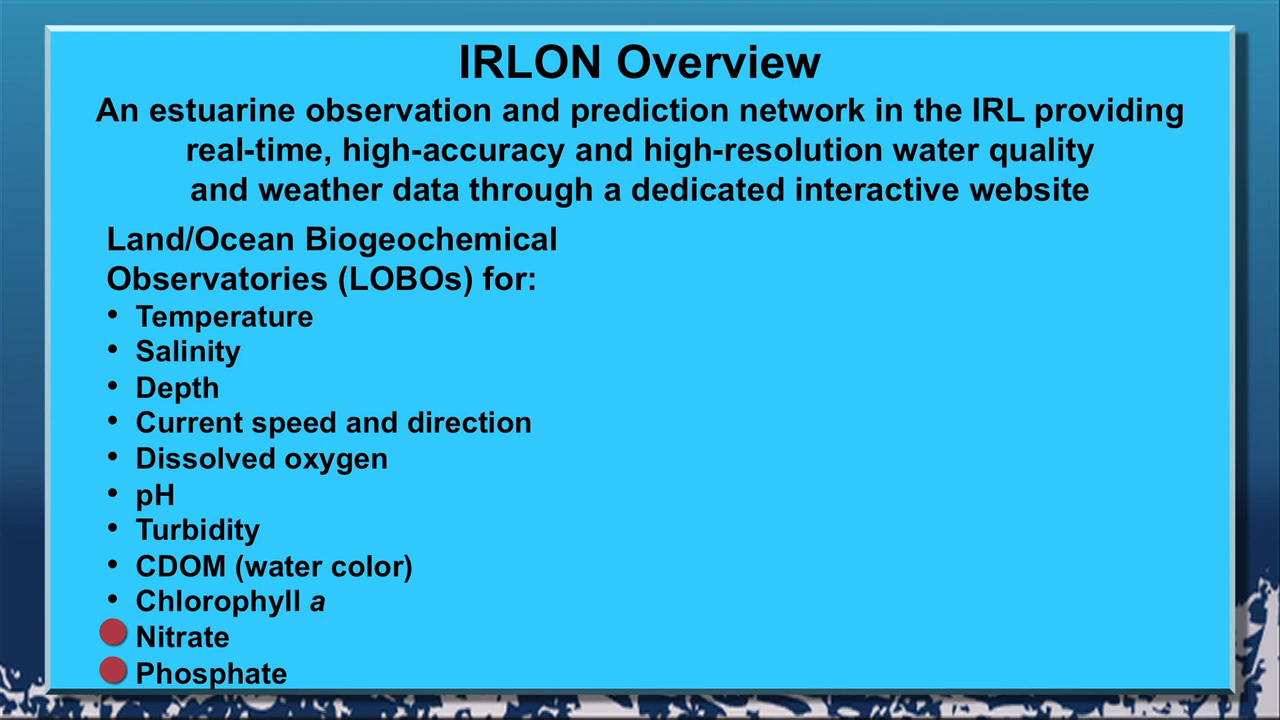 IRLON Overview
An estuarine observation and prediction network in the IRL providing
real-time, high-accuracy and high-resolution water quality
and weather data through a dedicated interactive website
Land/Ocean Biogeochemical
Observatories (LOBOs) for:
• Temperature
• Salinity
• Depth
• Current speed and direction
• Dissolved oxygen
• pH
• Turbidity
• CDOM (water color)
• Chlorophyll a
Nitrate
Phosphate